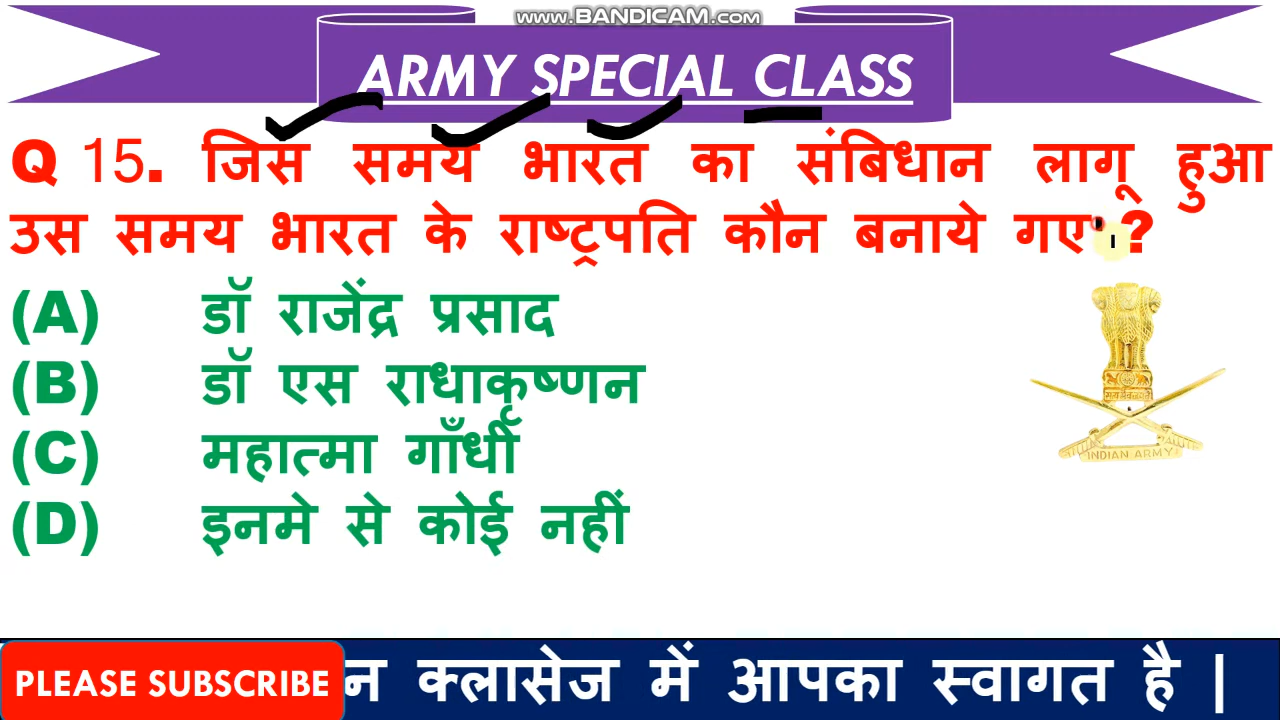 www.BANDICAM.com
ARMY SPECIAL CLASS
Q 15. जिस समय भारत का संबिधान लागू हुआ
उस समय भारत के राष्ट्रपति कौन बनाये गए ?
(A) डॉ राजेंद्र प्रसाद
(B) डॉ एस राधाकृष्णन
(C) महात्मा गाँधी
(D) इनमे से कोई नहीं
INDIAN ARMY
PLEASE SUBSCRIBE
न क्लासेज में आपका स्वागत है |